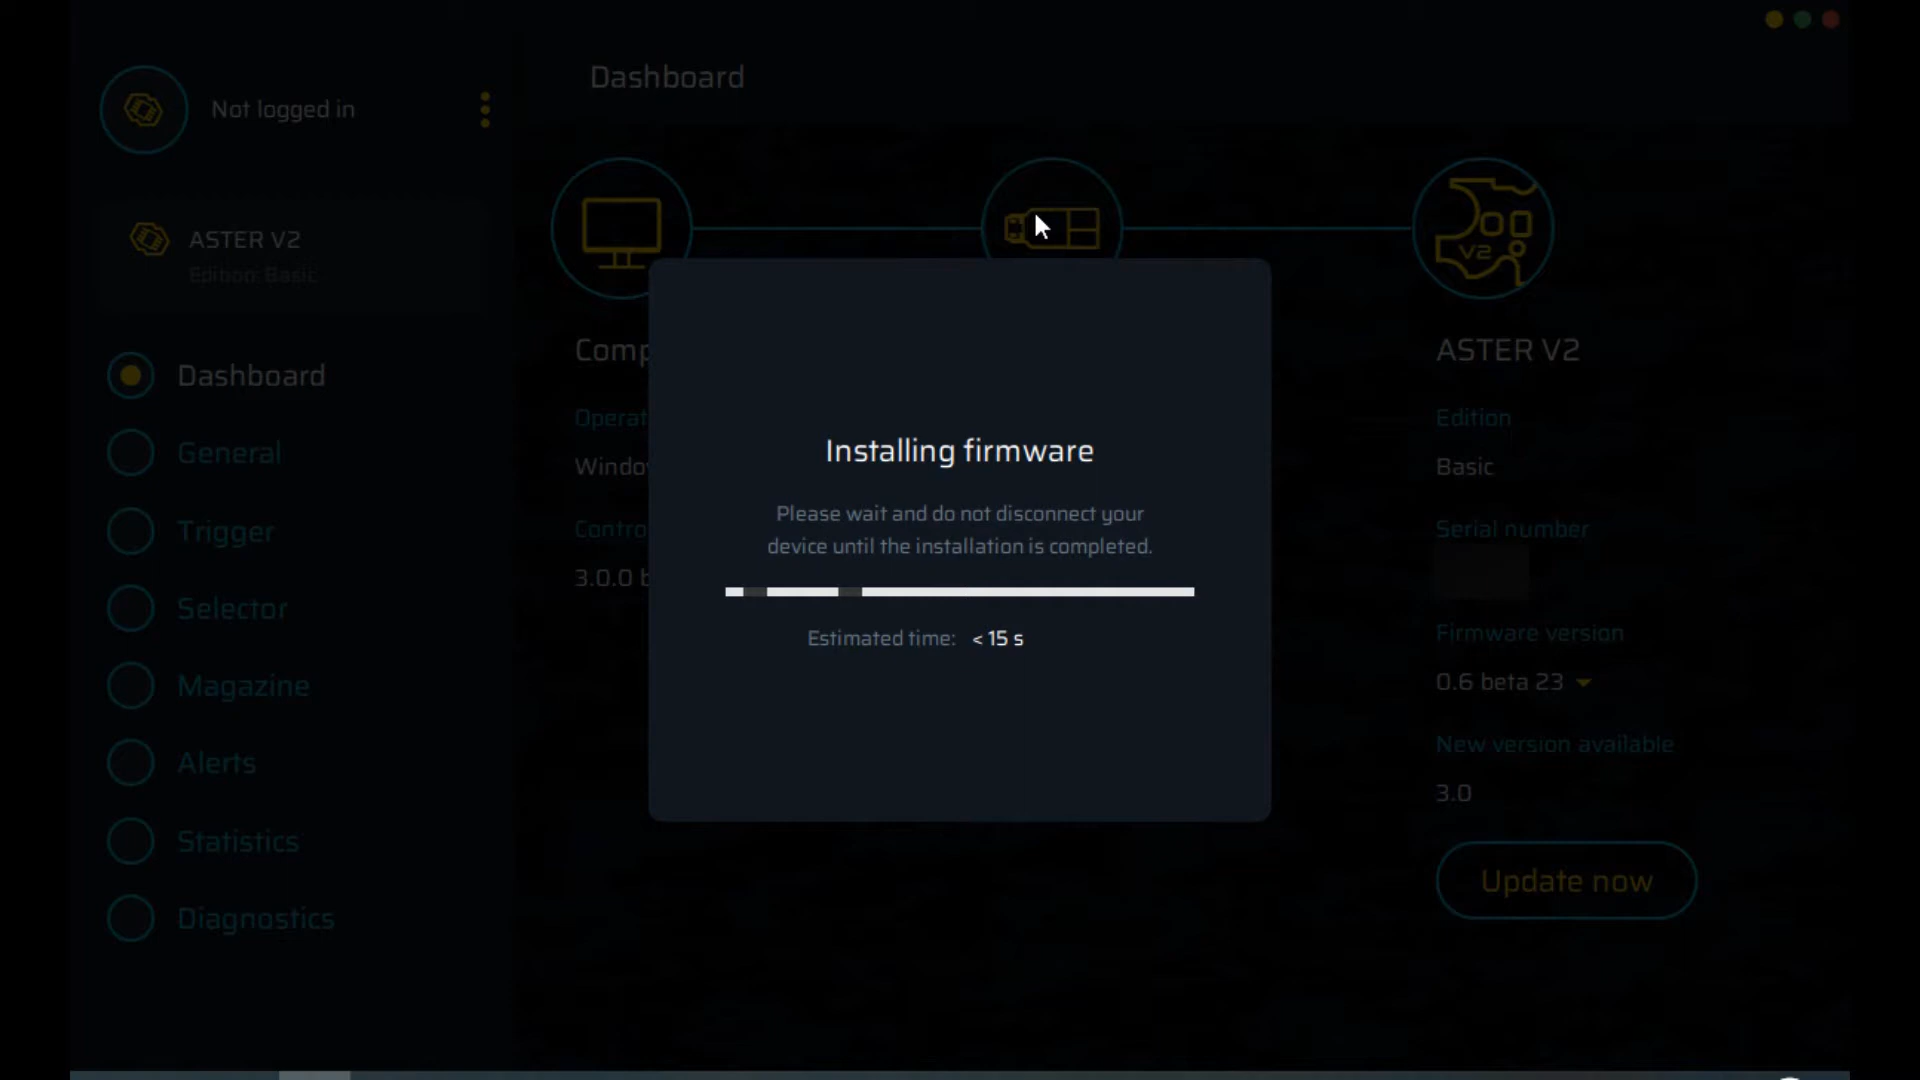 Not logged in
Dashboard
ASTER V2
Edition: Basic
Dashboard
General
Trigger
Selector
Magazine
Alerts
Statistics
Diagnostics
Comp
Operat
Windo
Contro
3.0.0 b
Installing firmware
Please wait and do not disconnect your
device until the installation is completed.
Estimated time: < 15 s
V2
ASTER V2
Edition
Basic
Serial number
Firmware version
0.6 beta 23
New version available
3.0
Update now